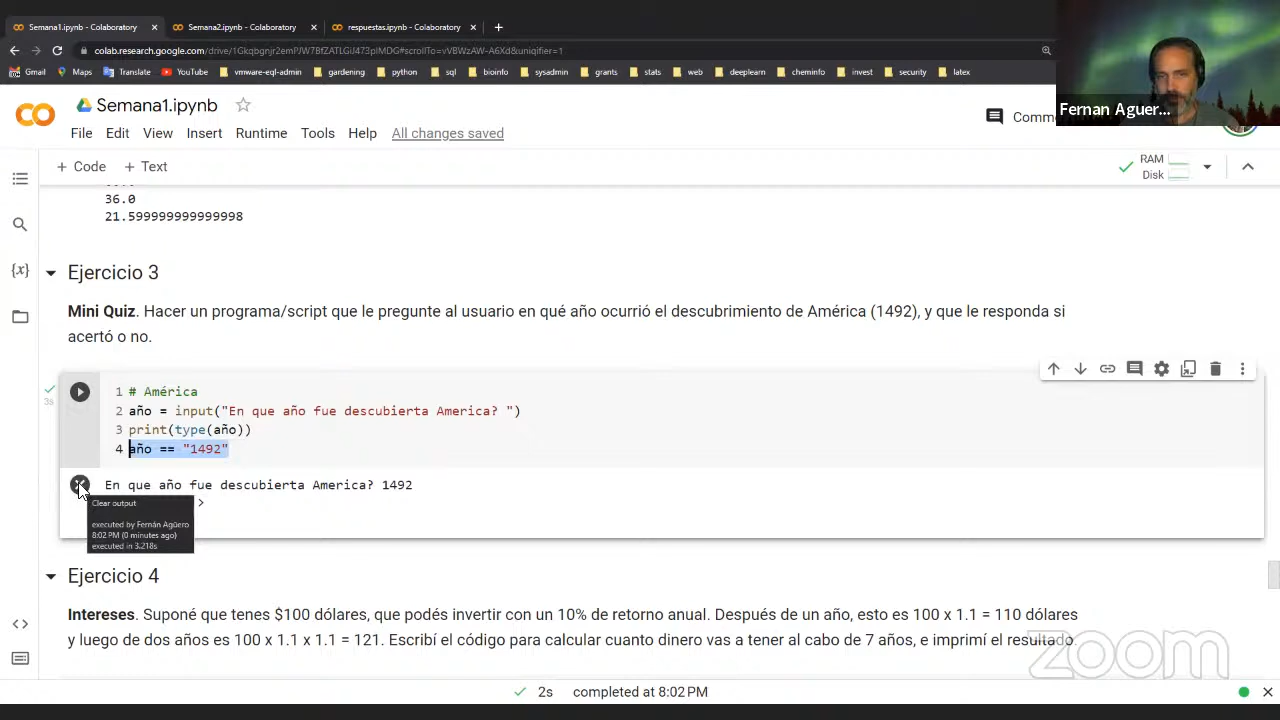 Semana1.ipynb - Colaboratory
Semana2.ipynb - Colaboratory
respuestas.ipynb - Colaboratory
colab.research.google.com/drive/1Gkqbgnjr2emPJW7BfZATLGiJ473pIMDG#scrollTo=vVBWzAW-A6Xd&uniqifier=1
Gmail Maps Translate YouTube vmware-eql-admin gardening python sql bioinfo sysadmin grants stats web deeplearn cheminfo invest security latex
Fernan Aguer...
Semana1.ipynb
Comm
File Edit View Insert Runtime Tools Help All changes saved
+ Code + Text
RAM
Disk
36.0
21.599999999999998
Ejercicio 3
Mini Quiz. Hacer un programa/script que le pregunte al usuario en qué año ocurrió el descubrimiento de América (1492), y que le responda si
acertó o no.
1 # América
2 año = input("En que año fue descubierta America? ")
3 print(type(año))
4 año == "1492"
3s
En que año fue descubierta America? 1492
>
Clear output
executed by Fernán Agüero
8:02 PM (0 minutes ago)
executed in 3.218s
Ejercicio 4
Intereses. Suponé que tenes $100 dólares, que podés invertir con un 10% de retorno anual. Después de un año, esto es 100 x 1.1 = 110 dólares
y luego de dos años es 100 x 1.1 x 1.1 = 121. Escribí el código para calcular cuanto dinero vas a tener al cabo de 7 años, e imprimí el resultado
zoom
2s completed at 8:02 PM